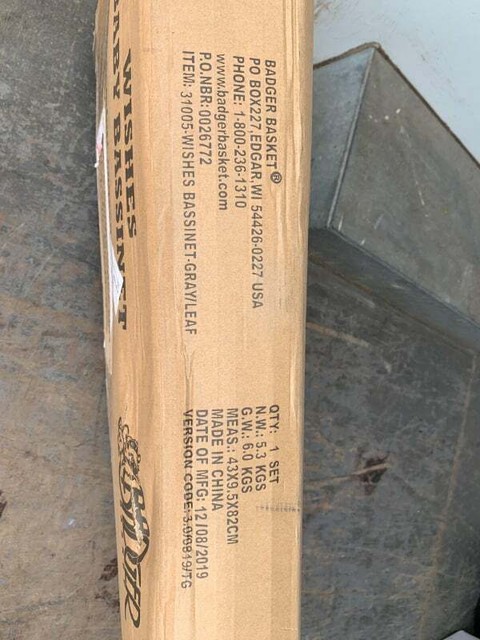 BADGER BASKET®
PO BOX227,EDGAR,WI 54426-0227 USA
PHONE: 1-800-236-1310
www.badgerbasket.com
P.O.NBR:0026772
ITEM: 31005-WISHES BASSINET-GRAY/LEAF
QTY: 1 SET
N.W.: 5.3 KGS
G.W.: 6.0 KGS
MEAS.: 43X9.5X82CM
MADE IN CHINA
DATE OF MFG: 12/08/2019
WISHES
BABY BASSINET